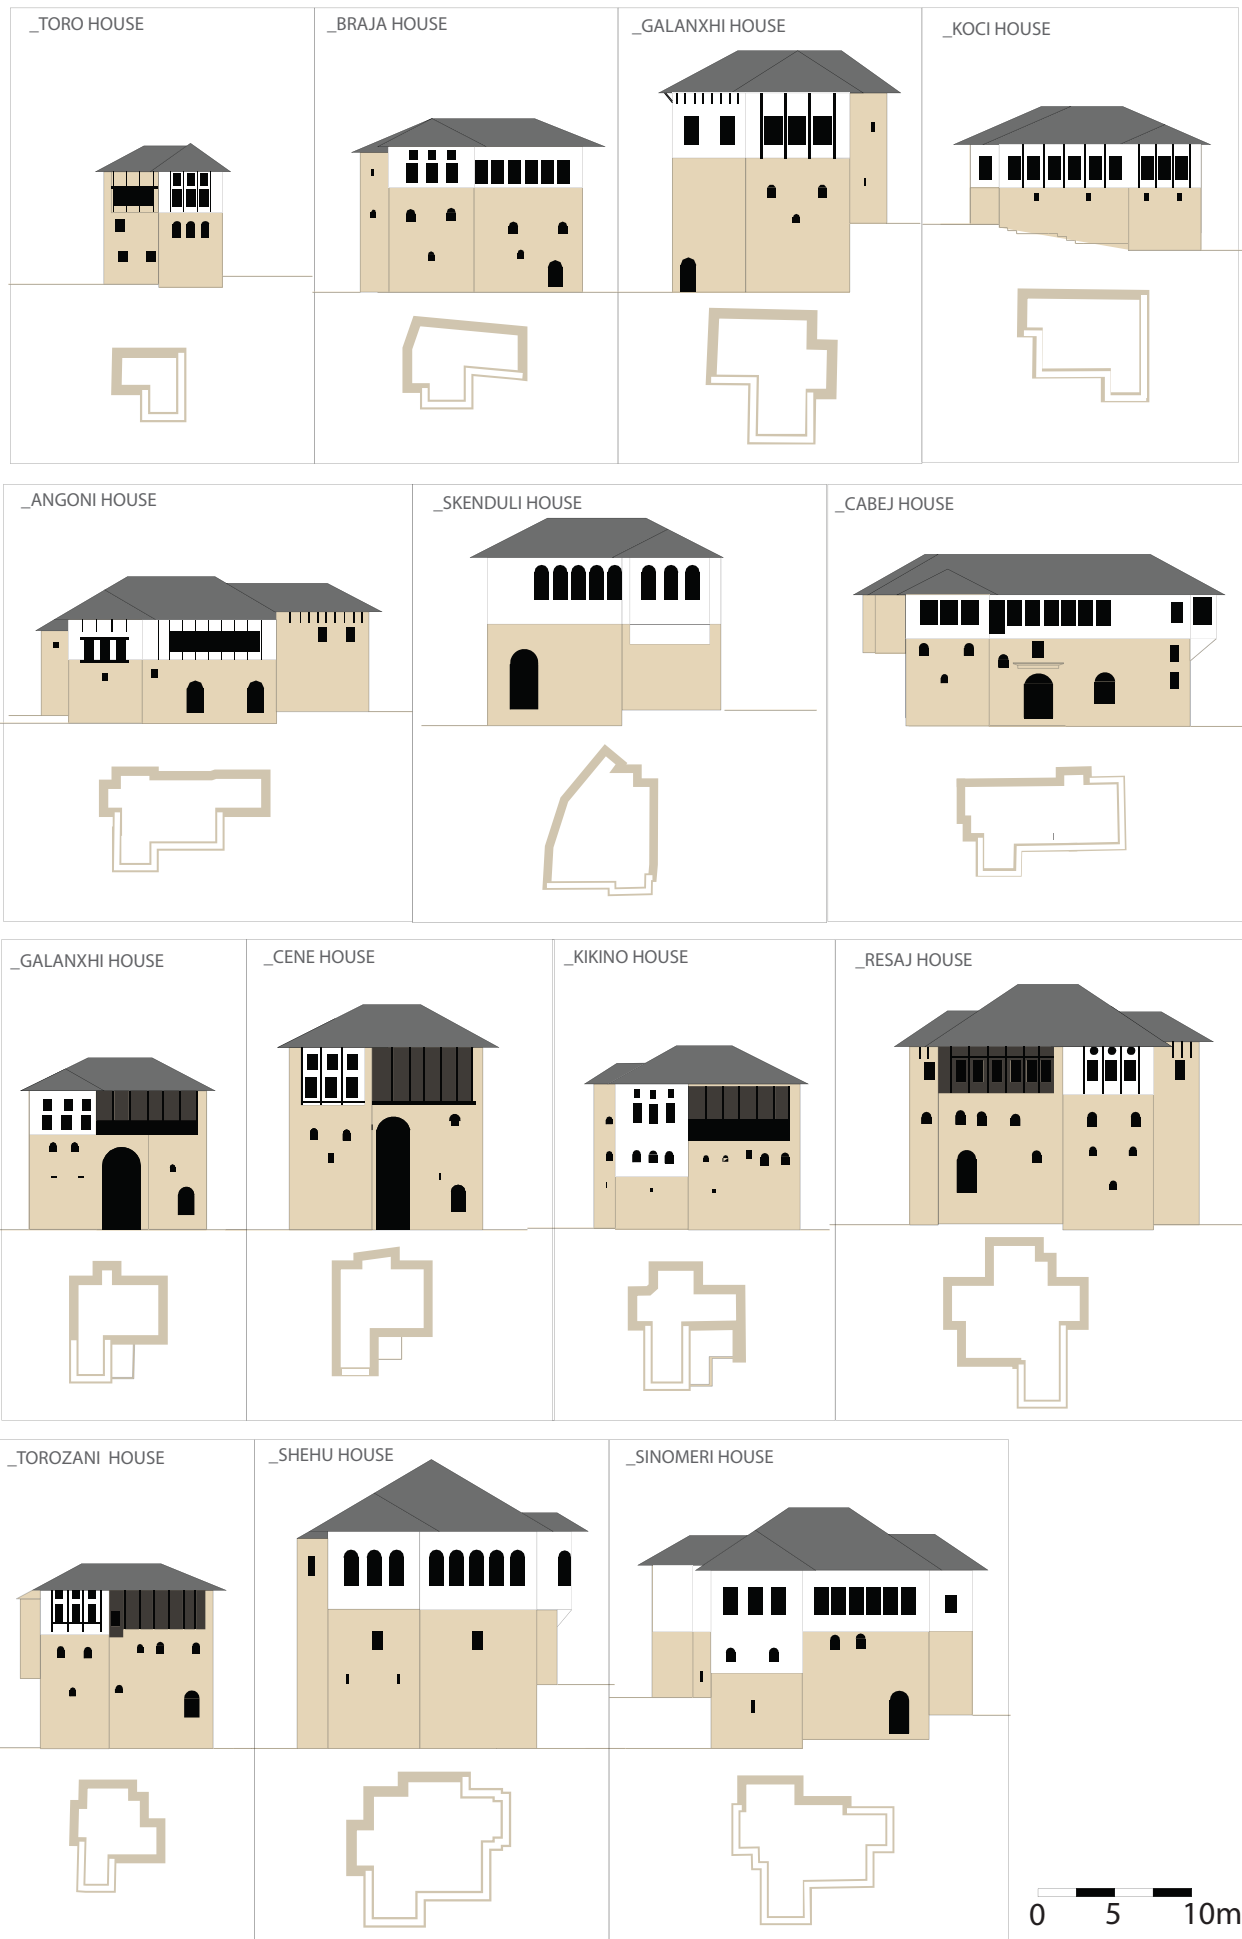 _TORO HOUSE
_BRAJA HOUSE
_GALANXHI HOUSE
_KOCI HOUSE
_ANGONI HOUSE
_SKENDULI HOUSE
_CABEJ HOUSE
_GALANXHI HOUSE
_CENE HOUSE
_KIKINO HOUSE
_RESAJ HOUSE
_TOROZANI HOUSE
_SHEHU HOUSE
_SINOMERI HOUSE
0 5 10m